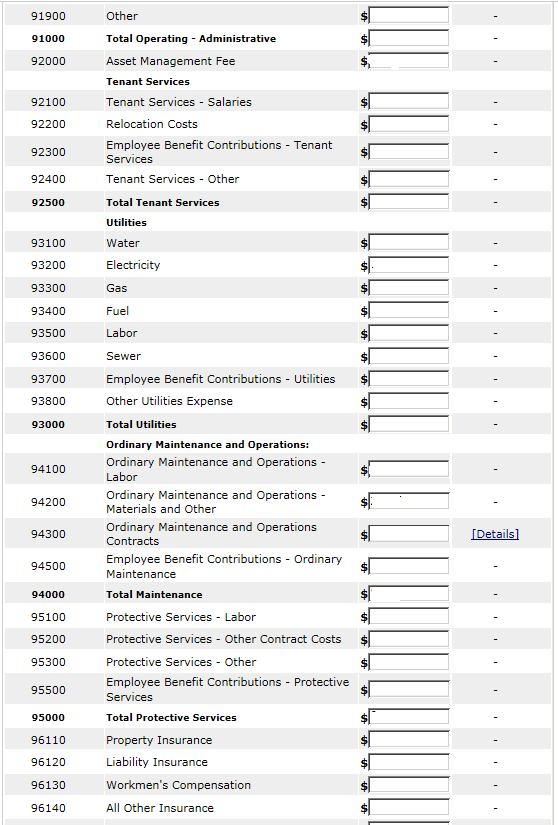 91900 Other $ -
91000 Total Operating - Administrative $ -
92000 Asset Management Fee $ -
Tenant Services
92100 Tenant Services - Salaries $ -
92200 Relocation Costs $ -
92300 Employee Benefit Contributions - Tenant
Services $ -
92400 Tenant Services - Other $ -
92500 Total Tenant Services $ -
Utilities
93100 Water $ -
93200 Electricity $ -
93300 Gas $ -
93400 Fuel $ -
93500 Labor $ -
93600 Sewer $ -
93700 Employee Benefit Contributions - Utilities $ -
93800 Other Utilities Expense $ -
93000 Total Utilities $ -
Ordinary Maintenance and Operations:
94100 Ordinary Maintenance and Operations -
Labor $ -
94200 Ordinary Maintenance and Operations -
Materials and Other $ -
94300 Ordinary Maintenance and Operations
Contracts $ [Details]
94500 Employee Benefit Contributions - Ordinary
Maintenance $ -
94000 Total Maintenance $ -
95100 Protective Services - Labor $ -
95200 Protective Services - Other Contract Costs $ -
95300 Protective Services - Other $ -
95500 Employee Benefit Contributions - Protective
Services $ -
95000 Total Protective Services $ -
96110 Property Insurance $ -
96120 Liability Insurance $ -
96130 Workmen's Compensation $ -
96140 All Other Insurance $ -